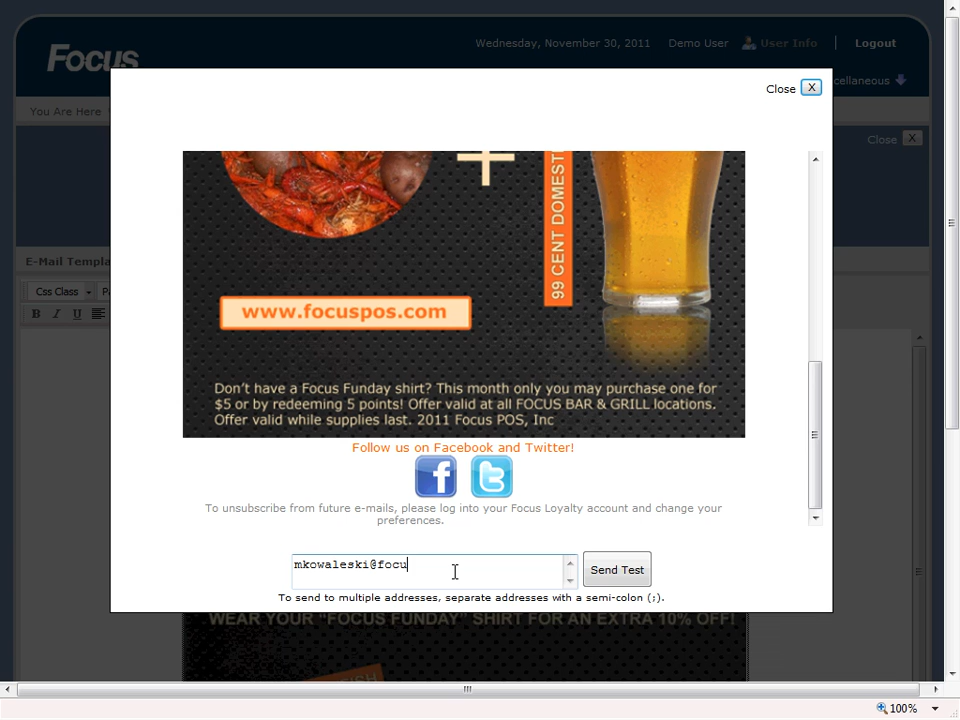 Wednesday, November 30, 2011 Demo User User Info | Logout
Focus
Close X
cellaneous
You Are Here
Close X
99 CENT DOMEST
www.focuspos.com
E-Mail Templa
Css Class
B I U
Don't have a Focus Funday shirt? This month only you may purchase one for
$5 or by redeeming 5 points! Offer valid at all FOCUS BAR & GRILL locations.
Offer valid while supplies last. 2011 Focus POS, Inc
Follow us on Facebook and Twitter!
To unsubscribe from future e-mails, please log into your Focus Loyalty account and change your
preferences.
mkowaleski@focu
Send Test
To send to multiple addresses, separate addresses with a semi-colon (;).
WEAR YOUR "FOCUS FUNDAY" SHIRT FOR AN EXTRA 10% OFF!
100%